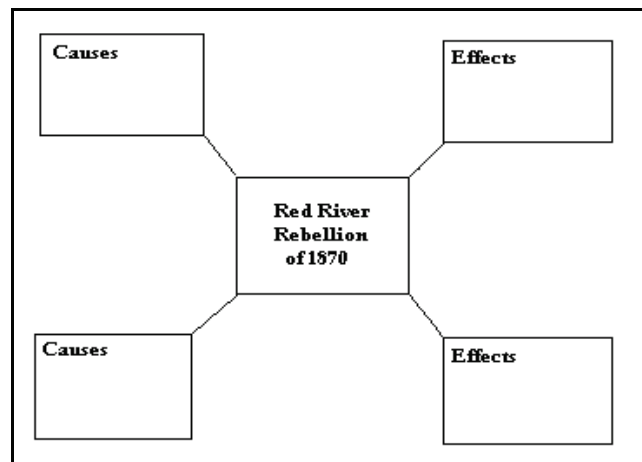 Causes
Effects
Red River
Rebellion
of 1870
Causes
Effects